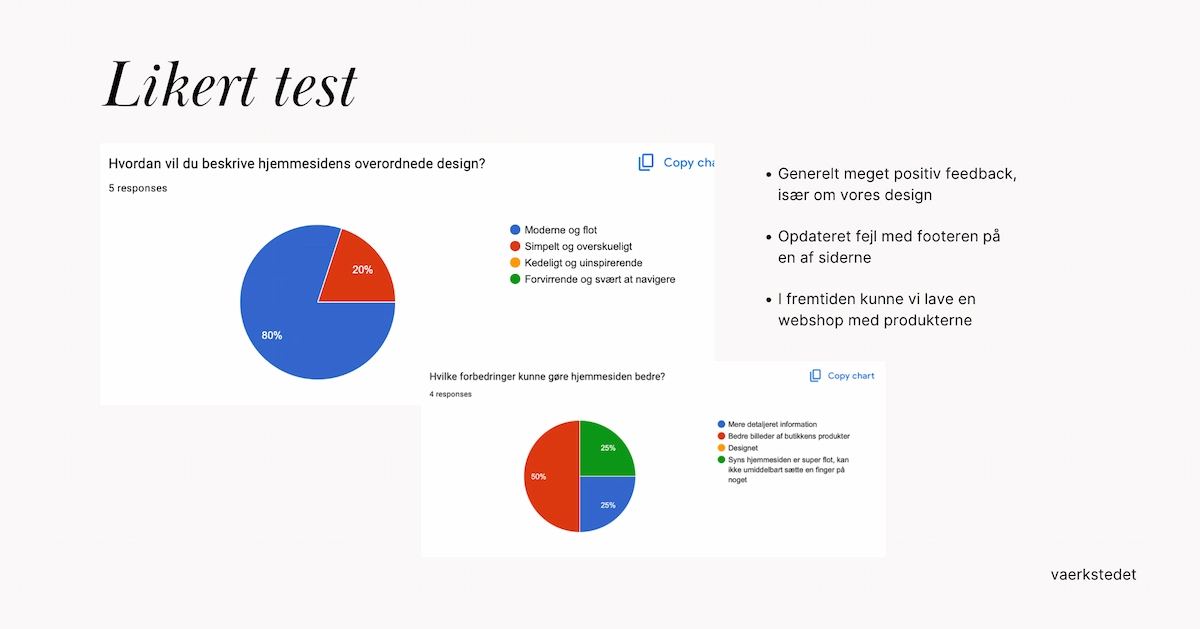 Likert test
Hvordan vil du beskrive hjemmesidens overordnede design?
Copy cha
5 responses
Moderne og flot
Simpelt og overskueligt
Kedeligt og uinspirerende
Forvirrende og svært at navigere
20%
80%
• Generelt meget positiv feedback,
især om vores design
• Opdateret fejl med footeren på
en af siderne
• I fremtiden kunne vi lave en
webshop med produkterne
Hvilke forbedringer kunne gøre hjemmesiden bedre?
Copy chart
4 responses
Mere detaljeret information
Bedre billeder af butikkens produkter
Designet
Syns hjemmesiden er super flot, kan
ikke umiddelbart sætte en finger på
noget
25%
50%
25%
vaerkstedet